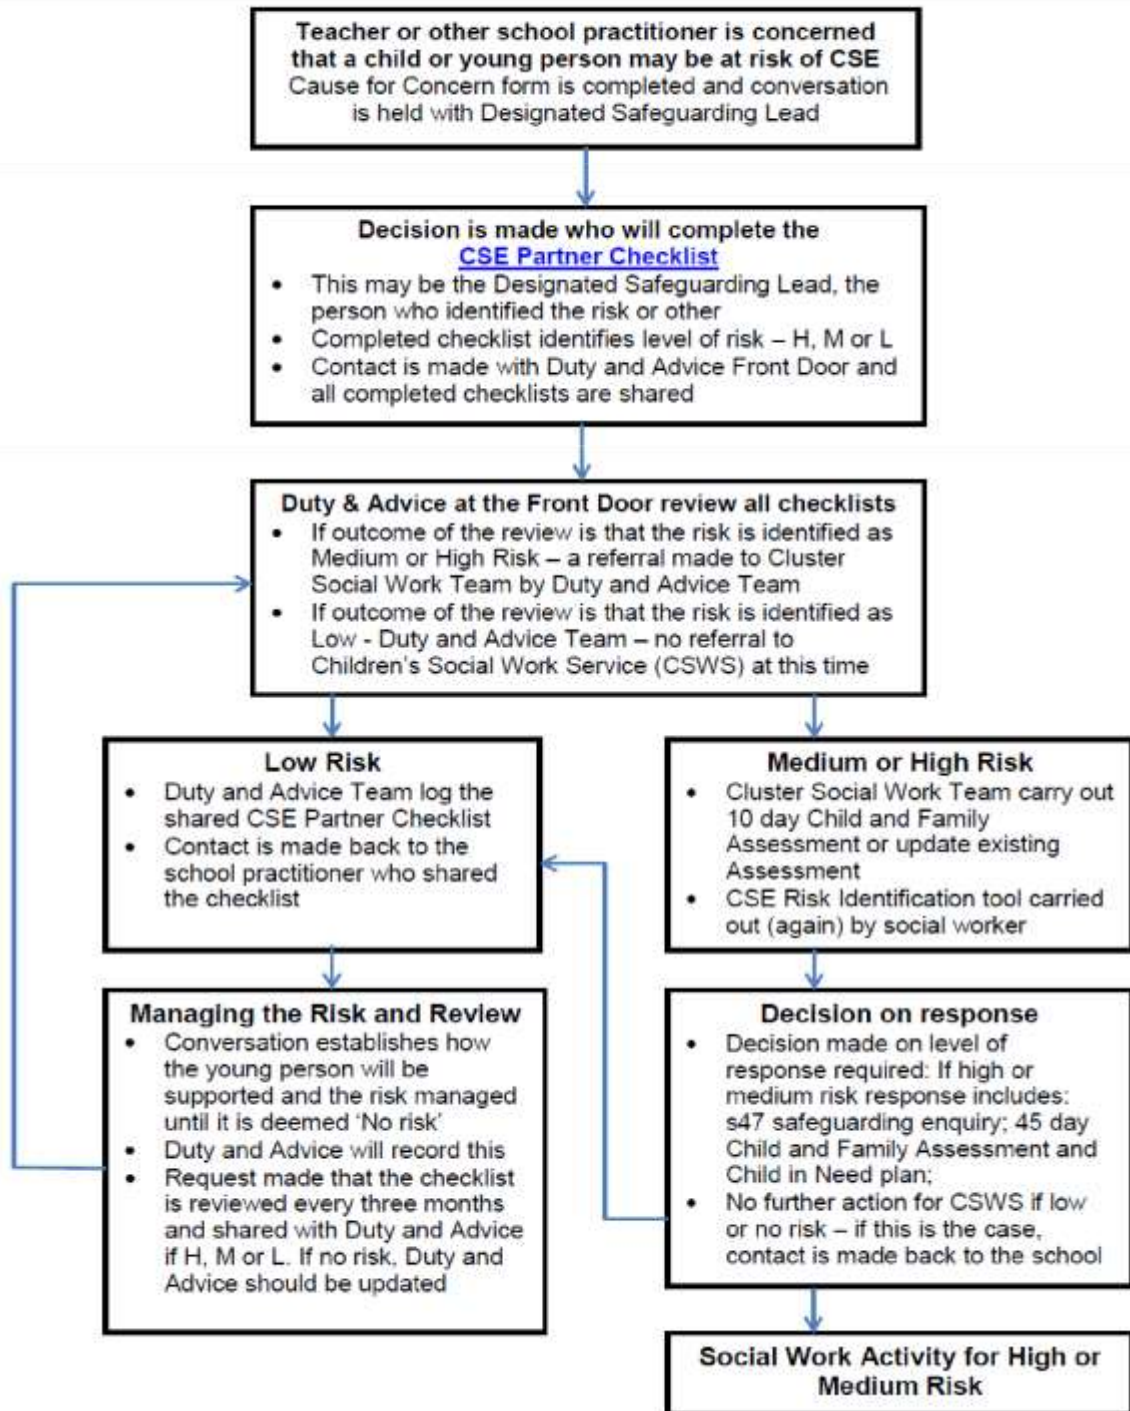 Teacher or other school practitioner is concerned
that a child or young person may be at risk of CSE
Cause for Concern form is completed and conversation
is held with Designated Safeguarding Lead
Decision is made who will complete the
CSE Partner Checklist
• This may be the Designated Safeguarding Lead, the
person who identified the risk or other
• Completed checklist identifies level of risk – H, M or L
• Contact is made with Duty and Advice Front Door and
all completed checklists are shared
Duty & Advice at the Front Door review all checklists
• If outcome of the review is that the risk is identified as
Medium or High Risk – a referral made to Cluster
Social Work Team by Duty and Advice Team
• If outcome of the review is that the risk is identified as
Low - Duty and Advice Team – no referral to
Children's Social Work Service (CSWS) at this time
Low Risk
• Duty and Advice Team log the
shared CSE Partner Checklist
• Contact is made back to the
school practitioner who shared
the checklist
Medium or High Risk
• Cluster Social Work Team carry out
10 day Child and Family
Assessment or update existing
Assessment
• CSE Risk Identification tool carried
out (again) by social worker
Managing the Risk and Review
• Conversation establishes how
the young person will be
supported and the risk managed
until it is deemed 'No risk'
• Duty and Advice will record this
• Request made that the checklist
is reviewed every three months
and shared with Duty and Advice
if H, M or L. If no risk, Duty and
Advice should be updated
Decision on response
• Decision made on level of
response required: If high or
medium risk response includes:
s47 safeguarding enquiry; 45 day
Child and Family Assessment and
Child in Need plan;
• No further action for CSWS if low
or no risk – if this is the case,
contact is made back to the school
Social Work Activity for High or
Medium Risk